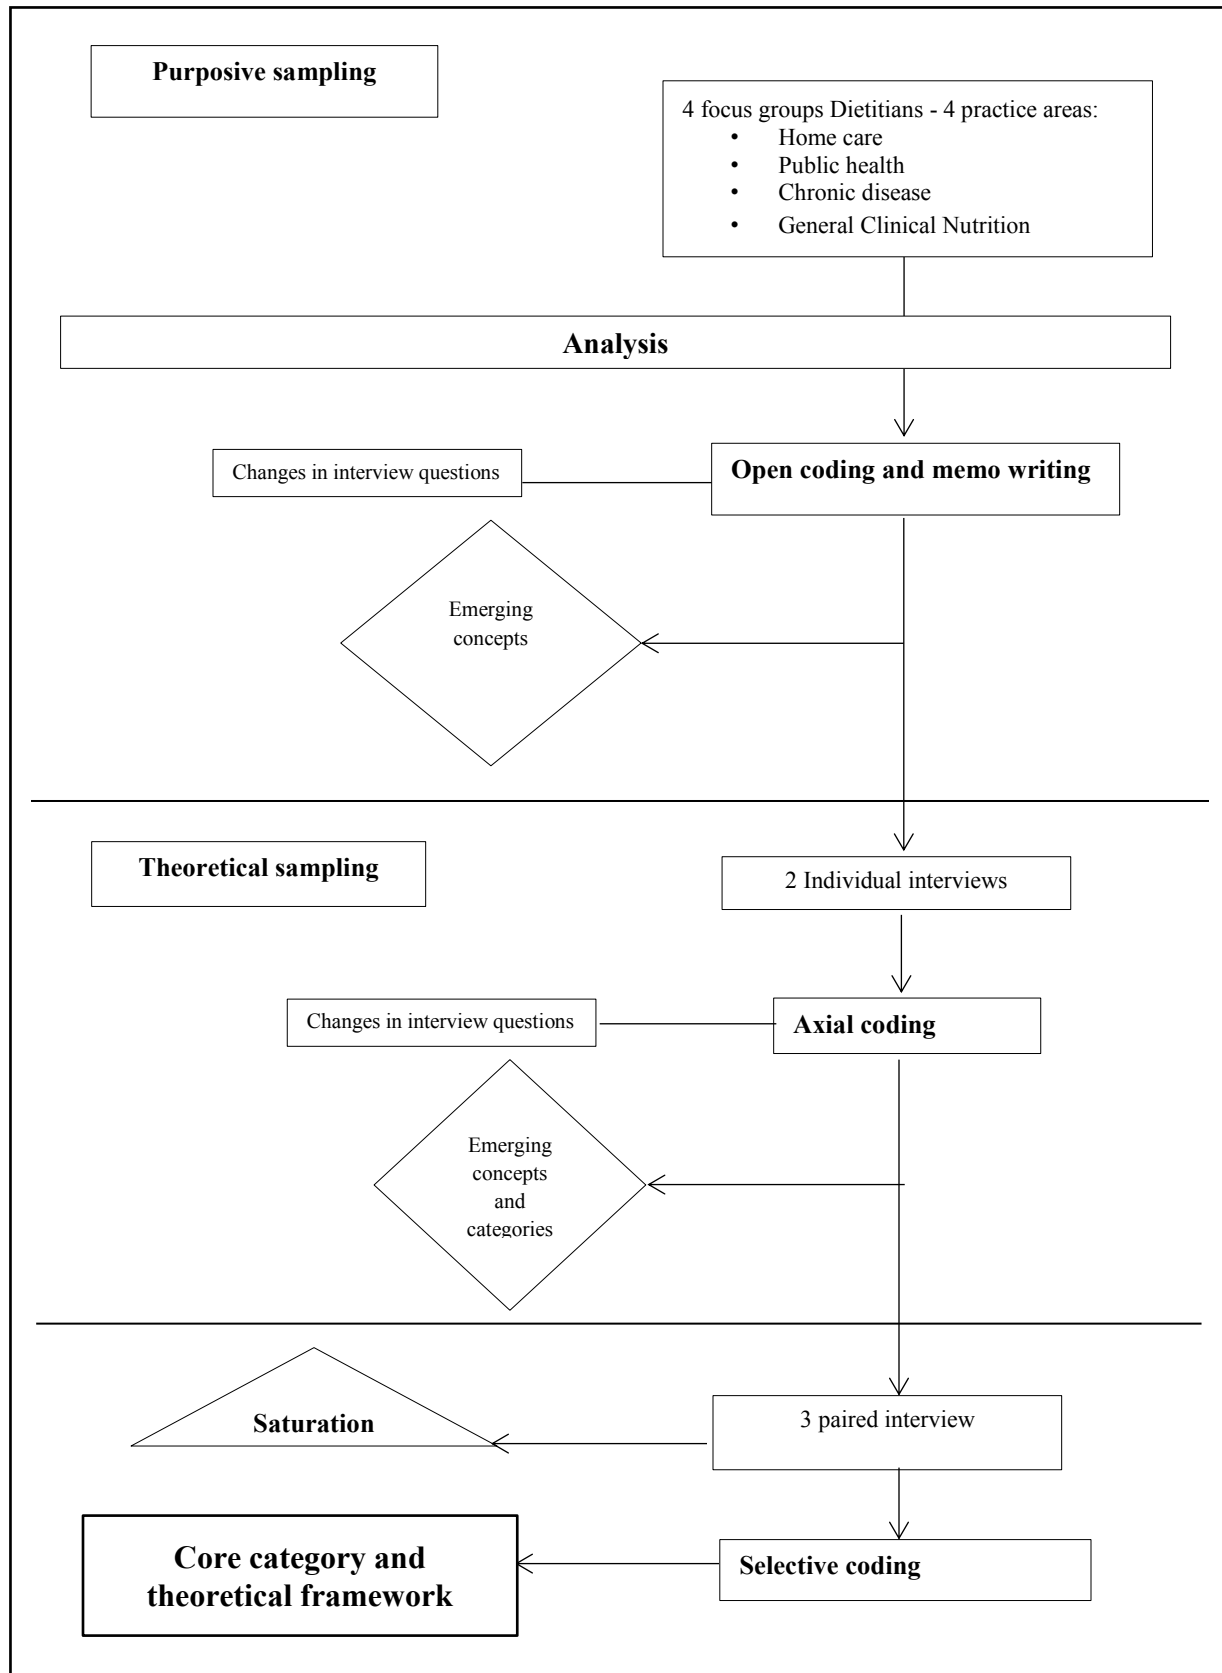 Purposive sampling
4 focus groups Dietitians - 4 practice areas:
• Home care
• Public health
• Chronic disease
• General Clinical Nutrition
Analysis
Changes in interview questions
Open coding and memo writing
Emerging
concepts
Theoretical sampling
2 Individual interviews
Changes in interview questions
Axial coding
Emerging
concepts
and
categories
Saturation
3 paired interview
Core category and
theoretical framework
Selective coding